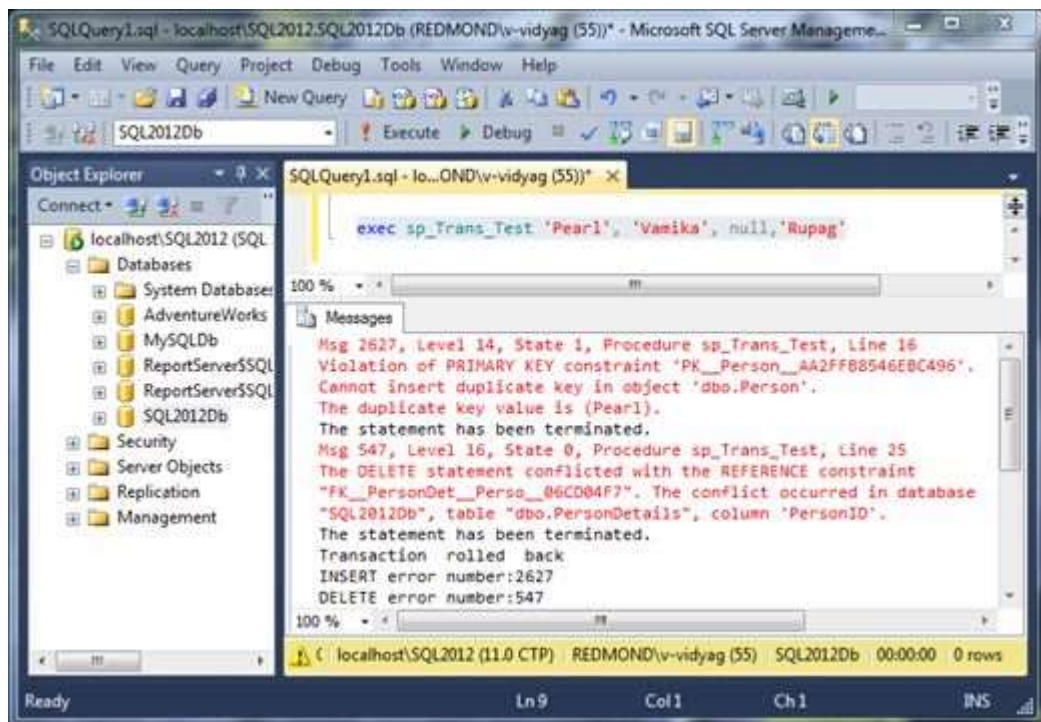 SQLQuery1.sql - localhost\SQL2012.SQL2012Db (REDMOND\v-vidyag (55))* - Microsoft SQL Server Manageme...
File Edit View Query Project Debug Tools Window Help
New Query
SQL2012Db
Execute Debug
Object Explorer
Connect
localhost\SQL2012 (SQL
Databases
System Databases
AdventureWorks
MySQLDb
ReportServer$SQL
ReportServer$SQL
SQL2012Db
Security
Server Objects
Replication
Management
SQLQuery1.sql - lo...OND\v-vidyag (55))*
exec sp_Trans_Test 'Pearl', 'Vamika', null,'Rupag'
100 %
Messages
Msg 2627, Level 14, State 1, Procedure sp_Trans_Test, Line 16
Violation of PRIMARY KEY constraint 'PK__Person__AA2FFB8546EBC496'.
Cannot insert duplicate key in object 'dbo.Person'.
The duplicate key value is (Pearl).
The statement has been terminated.
Msg 547, Level 16, State 0, Procedure sp_Trans_Test, Line 25
The DELETE statement conflicted with the REFERENCE constraint
"FK__PersonDet__Perso__06CD04F7". The conflict occurred in database
"SQL2012Db", table "dbo.PersonDetails", column 'PersonID'.
The statement has been terminated.
Transaction rolled back
INSERT error number:2627
DELETE error number:547
100 %
localhost\SQL2012 (11.0 CTP) REDMOND\v-vidyag (55) SQL2012Db 00:00:00 0 rows
Ready Ln 9 Col 1 Ch 1 INS